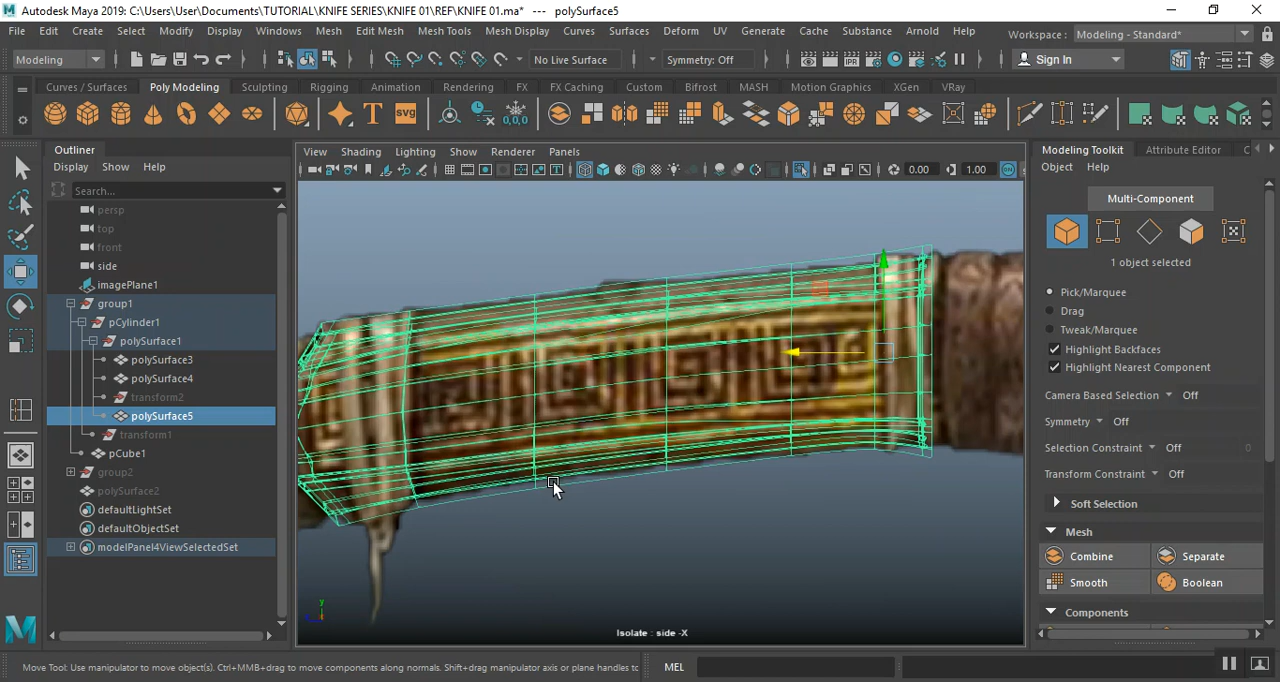 Autodesk Maya 2019: C:\Users\User\Documents\TUTORIAL\KNIFE SERIES\KNIFE 01\REF\KNIFE 01.ma* --- polySurface5
File Edit Create Select Modify Display Windows Mesh Edit Mesh Mesh Tools Mesh Display Curves Surfaces Deform UV Generate Cache Substance Arnold Help Workspace : Modeling - Standard*
Modeling No Live Surface Symmetry: Off Sign In
Curves / Surfaces Poly Modeling Sculpting Rigging Animation Rendering FX FX Caching Custom Bifrost MASH Motion Graphics XGen VRay
T SVG 0,0,0
Outliner
Display Show Help
Search...
persp
top
front
side
imagePlane1
group1
pCylinder1
polySurface1
polySurface3
polySurface4
transform2
polySurface5
transform1
pCube1
group2
polySurface2
defaultLightSet
defaultObjectSet
modelPanel4ViewSelectedSet
View Shading Lighting Show Renderer Panels
0.00 1.00
y
Isolate : side -X
Modeling Toolkit Attribute Editor C
Object Help
Multi-Component
1 object selected
Pick/Marquee
Drag
Tweak/Marquee
Highlight Backfaces
Highlight Nearest Component
Camera Based Selection Off
Symmetry Off
Selection Constraint Off 0
Transform Constraint Off
Soft Selection
Mesh
Combine Separate
Smooth Boolean
Components
Move Tool: Use manipulator to move object(s). Ctrl+MMB+drag to move components along normals. Shift+drag manipulator axis or plane handles to
MEL